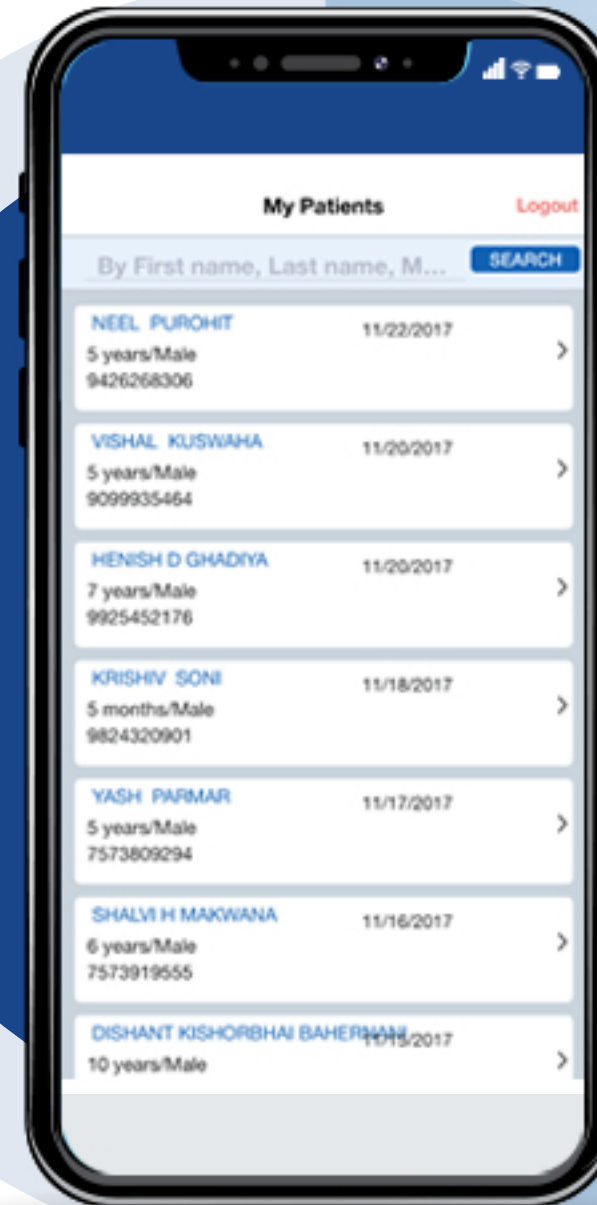 My Patients
Logout
By First name, Last name, M...
SEARCH
NEEL PUROHIT
11/22/2017
5 years/Male
9426268306
VISHAL KUSWAHA
11/20/2017
5 years/Male
9099935464
HENISH D GHADIYA
11/20/2017
7 years/Male
9925452176
KRISHIV SONI
11/18/2017
5 months/Male
9824320901
YASH PARMAR
11/17/2017
5 years/Male
7573809294
SHALVI H MAKWANA
11/16/2017
6 years/Male
7573919555
DISHANT KISHORBHAI
11/15/2017
10 years/Male